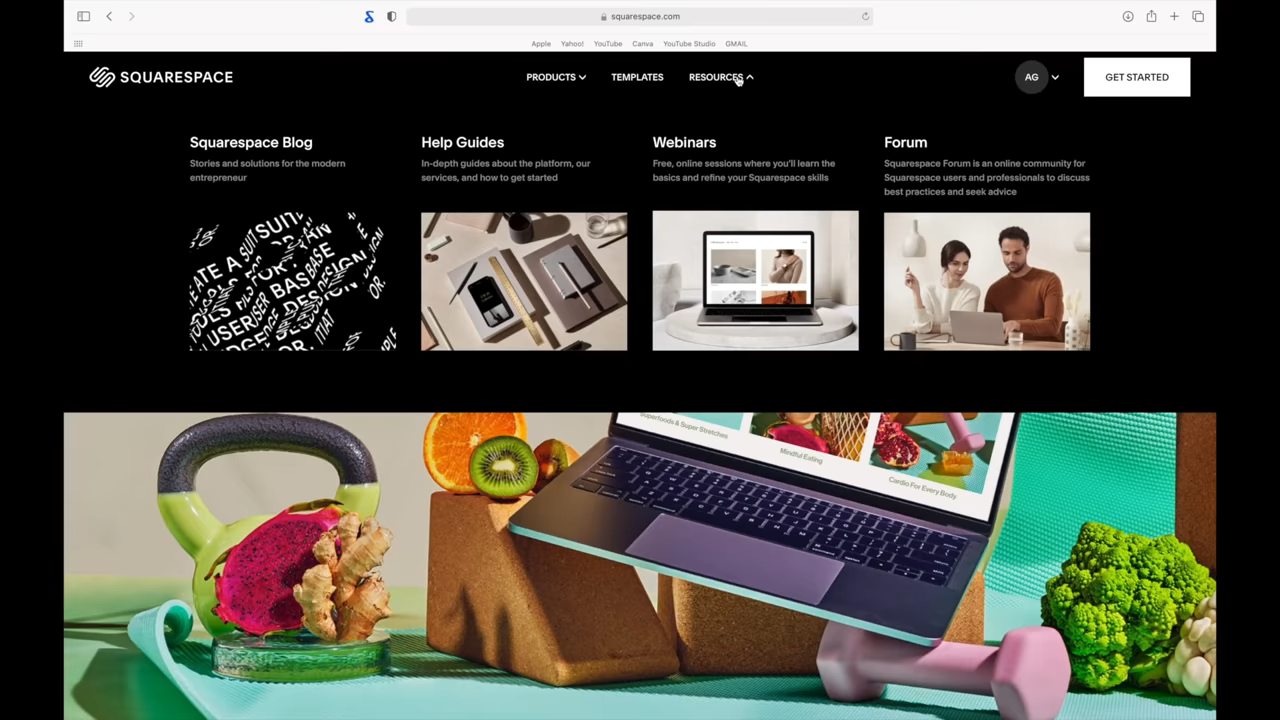 squarespace.com
Apple Yahoo! YouTube Canva YouTube Studio GMAIL
SQUARESPACE
PRODUCTS
TEMPLATES
RESOURCES
AG
GET STARTED
Squarespace Blog
Stories and solutions for the modern
entrepreneur
Help Guides
In-depth guides about the platform, our
services, and how to get started
Webinars
Free, online sessions where you'll learn the
basics and refine your Squarespace skills
Forum
Squarespace Forum is an online community for
Squarespace users and professionals to discuss
best practices and seek advice
Superfoods & Super Stretches
Mindful Eating
Cardio For Every Body